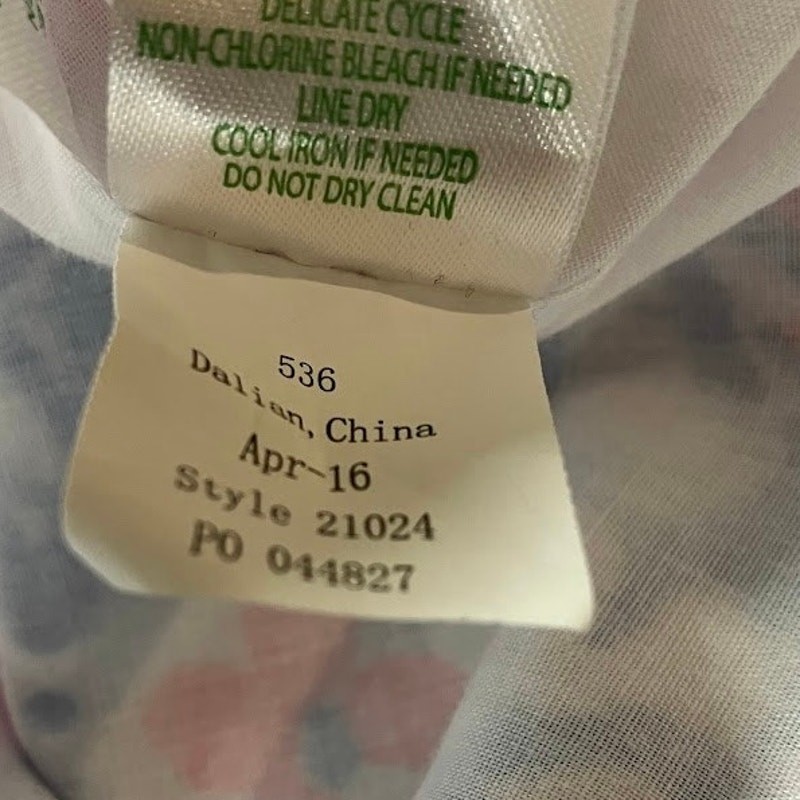 DELICATE CYCLE
NON-CHLORINE BLEACH IF NEEDED
LINE DRY
COOL IRON IF NEEDED
DO NOT DRY CLEAN
536
Dalian, China
Apr-16
Style 21024
PO 044827